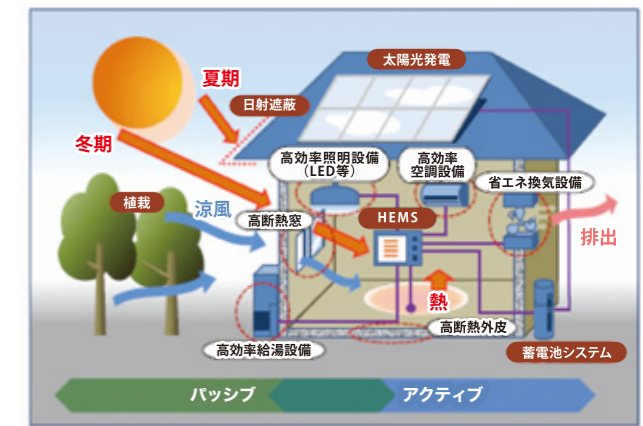 太陽光発電
夏期
日射遮蔽
冬期
高効率照明設備
(LED等)
高効率
空調設備
省エネ換気設備
植栽
涼風
高断熱窓
HEMS
排出
熱
高断熱外皮
高効率給湯設備
蓄電池システム
パッシブ
アクティブ